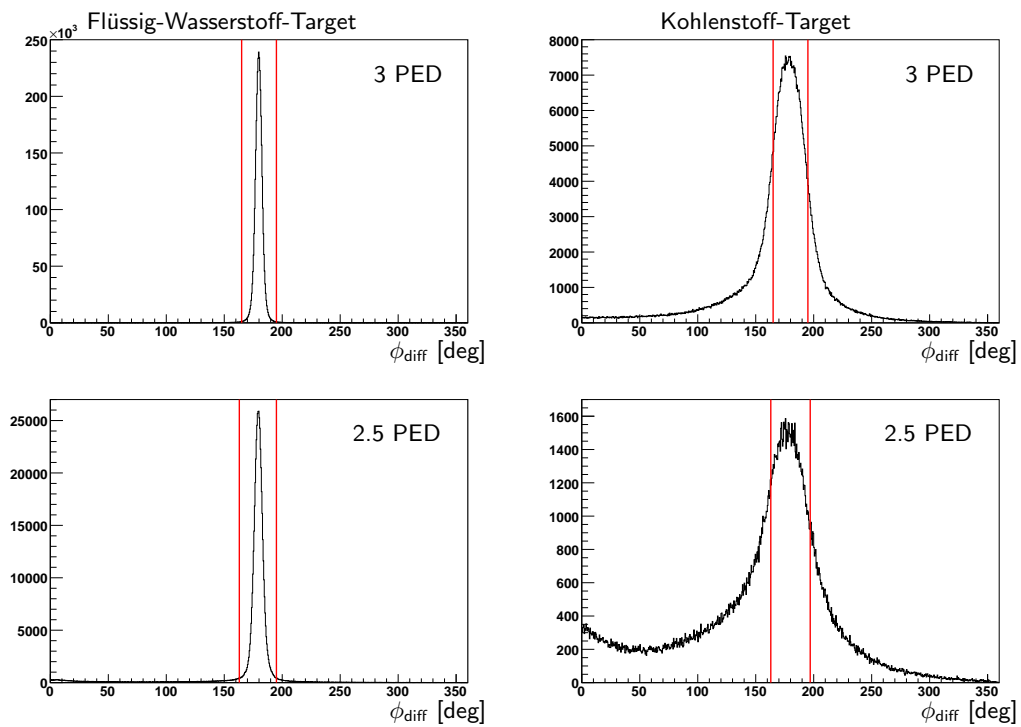 Flüssig-Wasserstoff-Target
Kohlenstoff-Target
×10³
250
200
150
100
50
0
3 PED
0 50 100 150 200 250 300 350
ϕdiff [deg]
8000
7000
6000
5000
4000
3000
2000
1000
0
3 PED
0 50 100 150 200 250 300 350
ϕdiff [deg]
25000
20000
15000
10000
5000
0
2.5 PED
0 50 100 150 200 250 300 350
ϕdiff [deg]
1600
1400
1200
1000
800
600
400
200
0
2.5 PED
0 50 100 150 200 250 300 350
ϕdiff [deg]